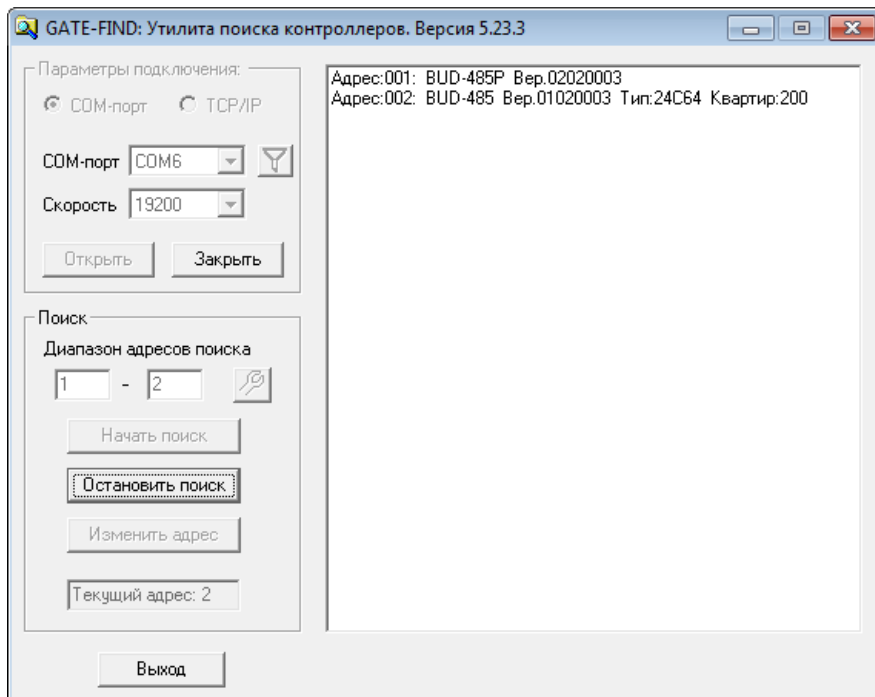 GATE-FIND: Утилита поиска контроллеров. Версия 5.23.3
Параметры подключения:
COM-порт TCP/IP
COM-порт COM6
Скорость 19200
Открыть Закрыть
Поиск
Диапазон адресов поиска
1 - 2
Начать поиск
Остановить поиск
Изменить адрес
Текущий адрес: 2
Выход
Адрес:001: BUD-485P Вер.02020003
Адрес:002: BUD-485 Вер.01020003 Тип:24C64 Квартир:200